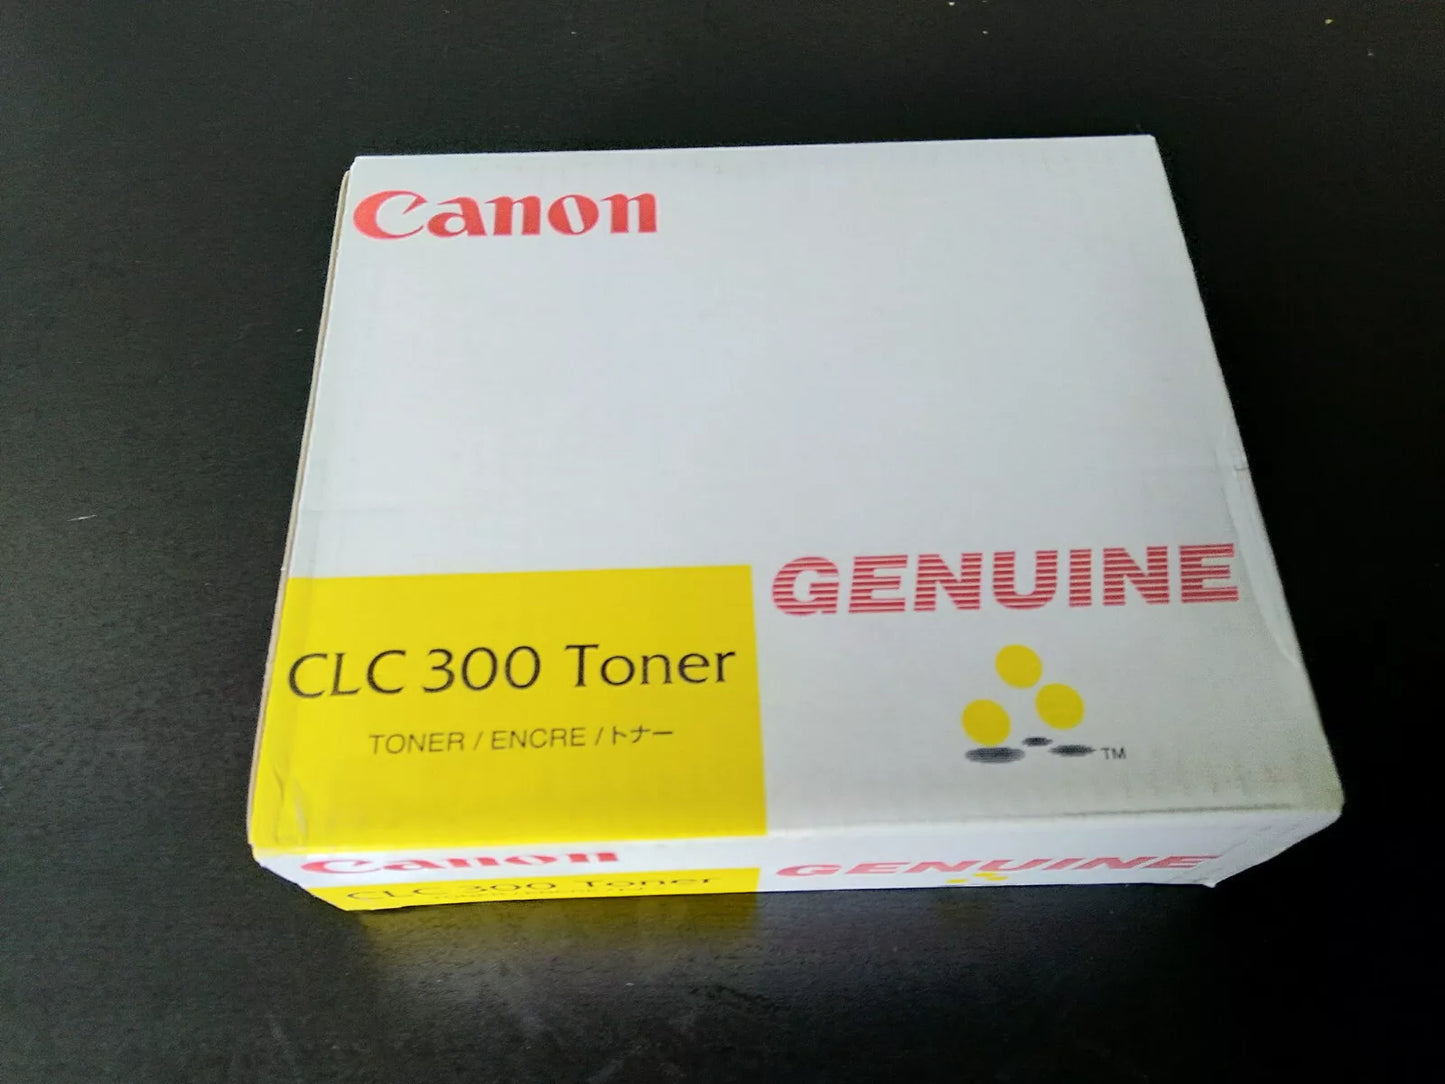 Canon
GENUINE
CLC 300 Toner
TONER / ENCRE / トナー
TM
Canon
GENUINE
CLC 300 Toner